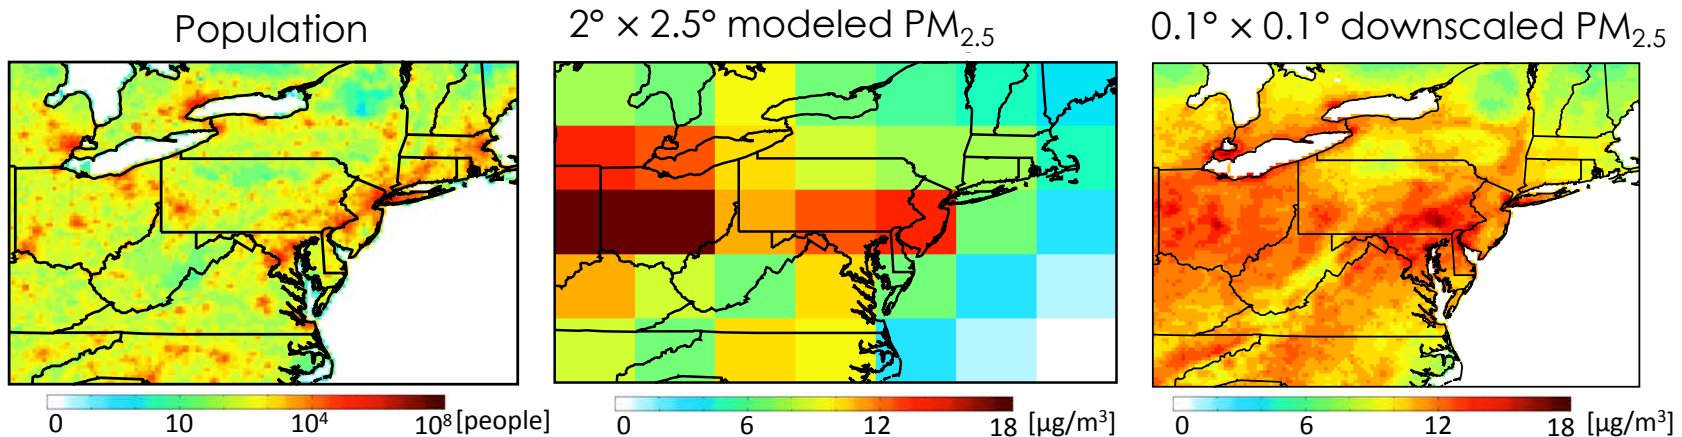 Population
2° × 2.5° modeled PM₂.₅
0.1° × 0.1° downscaled PM₂.₅
0 10 10⁴ 10⁸ [people]
0 6 12 18 [µg/m³]
0 6 12 18 [µg/m³]